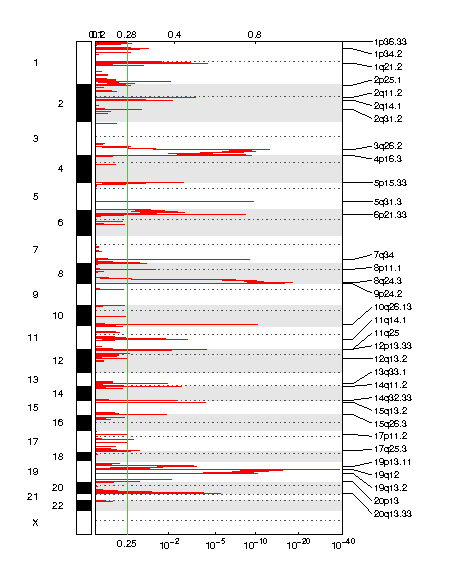 0.1 0.2 0.28 0.4 0.8
1
2
3
4
5
6
7
8
9
10
11
12
13
14
15
16
17
18
19
20
21
22
X
1p36.33
1p34.2
1q21.2
2p25.1
2q11.2
2q14.1
2q31.2
3q26.2
4p16.3
5p15.33
5q31.3
6p21.33
7q34
8p11.1
8q24.3
9p24.2
10q26.13
11q14.1
11q25
12p13.33
12q13.2
13q33.1
14q11.2
14q32.33
15q13.2
15q26.3
17p11.2
17q25.3
19p13.11
19q12
19q13.2
20p13
20q13.33
0.25 10⁻² 10⁻⁵ 10⁻¹⁰ 10⁻²⁰ 10⁻⁴⁰